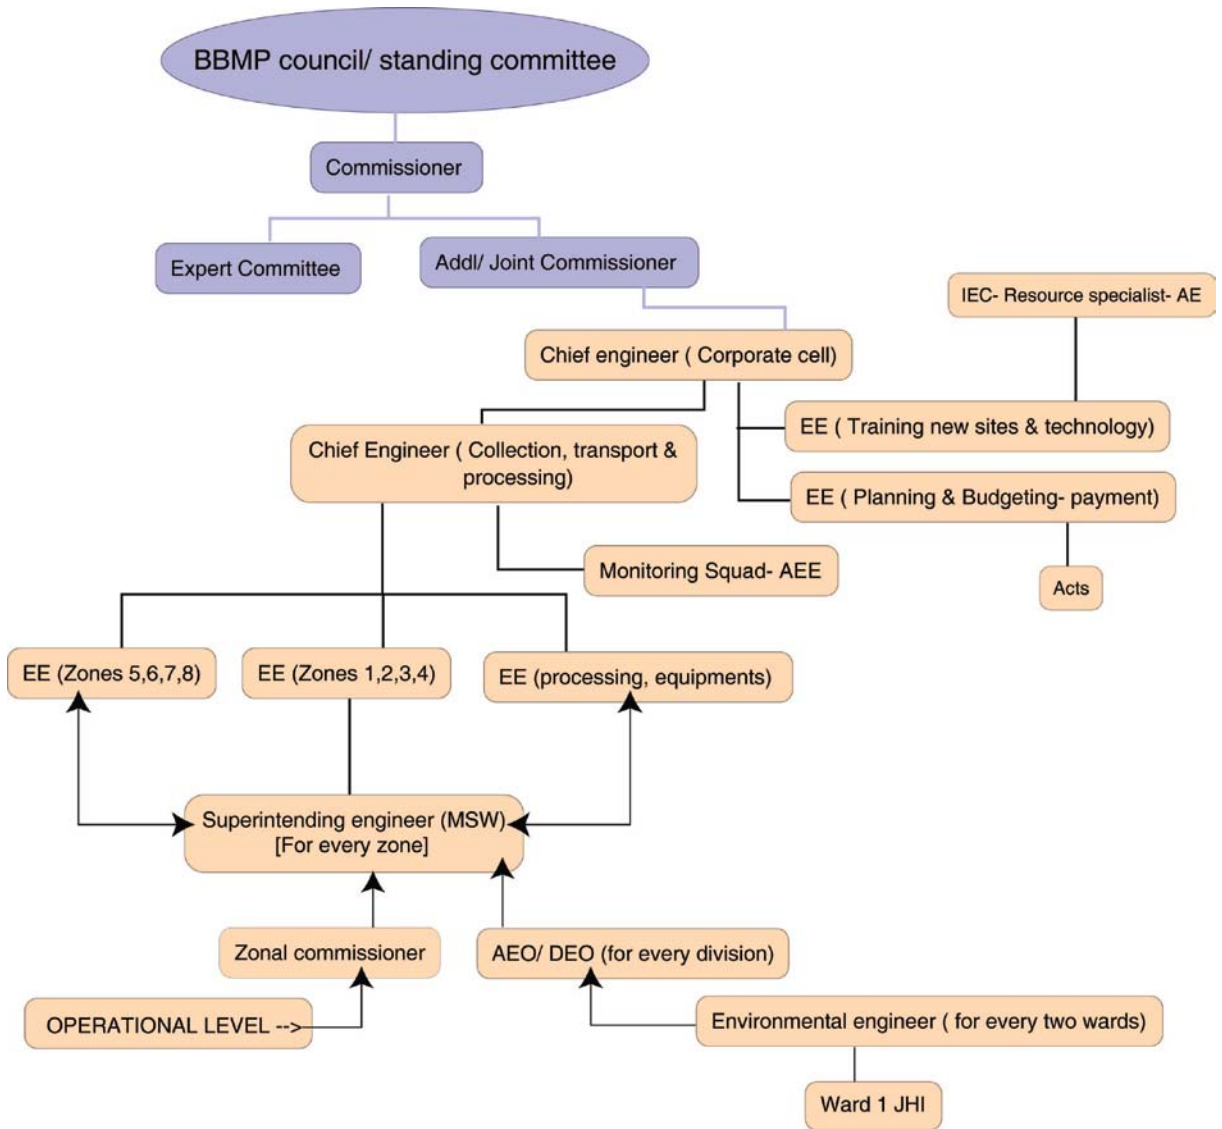 BBMP council/ standing committee
Commissioner
Expert Committee
Addl/ Joint Commissioner
IEC- Resource specialist- AE
Chief engineer ( Corporate cell)
EE ( Training new sites & technology)
Chief Engineer ( Collection, transport &
processing)
EE ( Planning & Budgeting- payment)
Monitoring Squad- AEE
Acts
EE (Zones 5,6,7,8)
EE (Zones 1,2,3,4)
EE (processing, equipments)
Superintending engineer (MSW)
[For every zone]
Zonal commissioner
AEO/ DEO (for every division)
OPERATIONAL LEVEL -->
Environmental engineer ( for every two wards)
Ward 1 JHI